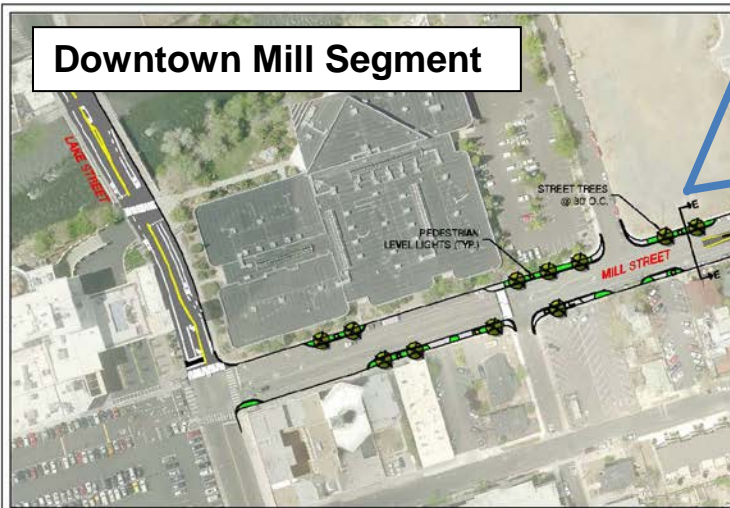 Downtown Mill Segment
LAKE STREET
STREET TREES
@ 30' O.C.
PEDESTRIAN
LEVEL LIGHTS (TYP.)
MILL STREET
E
E